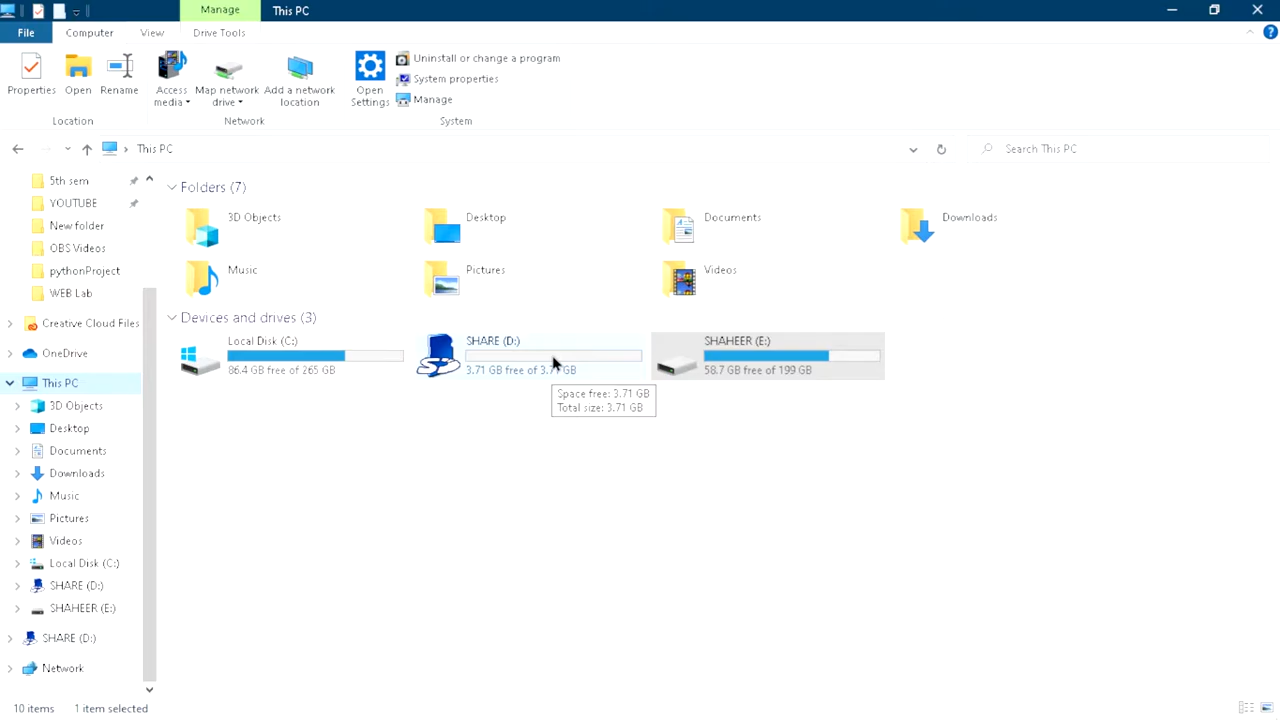 Manage
This PC
File
Computer
View
Drive Tools
Properties
Open
Rename
Access media
Map network drive
Add a network location
Open Settings
Uninstall or change a program
System properties
Manage
Location
Network
System
This PC
Search This PC
5th sem
YOUTUBE
New folder
OBS Videos
pythonProject
WEB Lab
Creative Cloud Files
OneDrive
This PC
3D Objects
Desktop
Documents
Downloads
Music
Pictures
Videos
Local Disk (C:)
SHARE (D:)
SHAHEER (E:)
SHARE (D:)
Network
Folders (7)
3D Objects
Desktop
Documents
Downloads
Music
Pictures
Videos
Devices and drives (3)
Local Disk (C:)
86.4 GB free of 265 GB
SHARE (D:)
3.71 GB free of 3.71 GB
SHAHEER (E:)
58.7 GB free of 199 GB
Space free: 3.71 GB
Total size: 3.71 GB
10 items
1 item selected